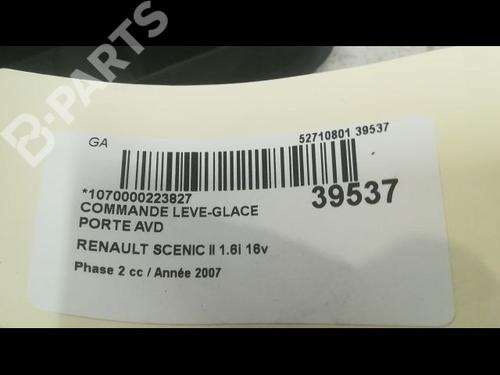 B-PARTS
GA
52710801 39537
*1070000223827
39537
COMMANDE LEVE-GLACE
PORTE AVD
RENAULT SCENIC II 1.6i 16v
Phase 2 cc / Année 2007